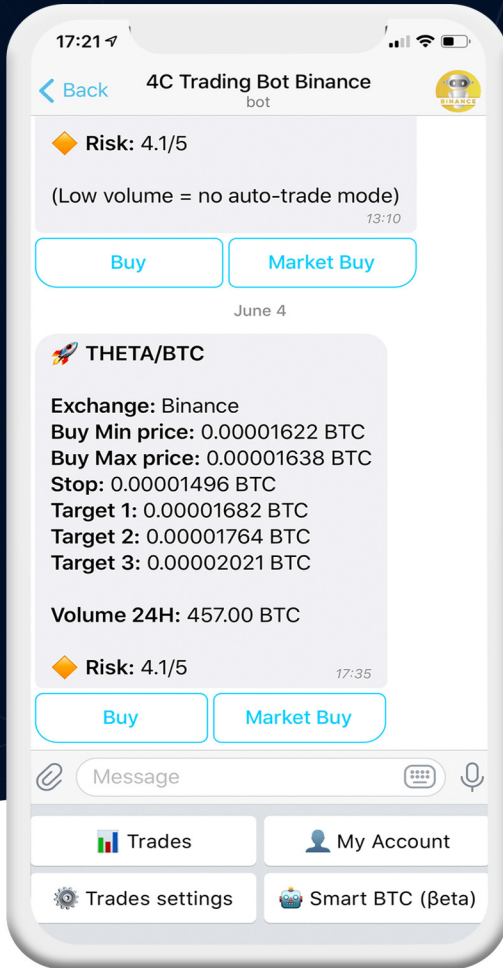 17:21
Back
4C Trading Bot Binance
bot
BINANCE
Risk: 4.1/5
(Low volume = no auto-trade mode)
13:10
Buy
Market Buy
June 4
🚀 THETA/BTC
Exchange: Binance
Buy Min price: 0.00001622 BTC
Buy Max price: 0.00001638 BTC
Stop: 0.00001496 BTC
Target 1: 0.00001682 BTC
Target 2: 0.00001764 BTC
Target 3: 0.00002021 BTC
Volume 24H: 457.00 BTC
Risk: 4.1/5
17:35
Buy
Market Buy
Message
Trades
My Account
Trades settings
Smart BTC (βeta)